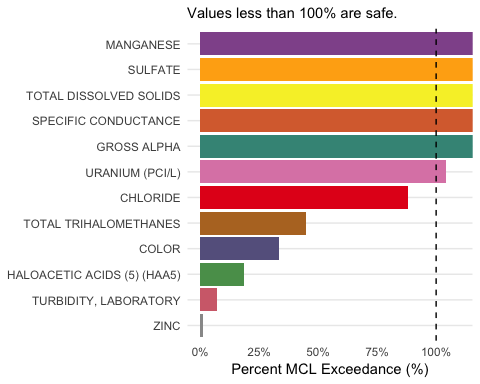 Values less than 100% are safe.
MANGANESE
SULFATE
TOTAL DISSOLVED SOLIDS
SPECIFIC CONDUCTANCE
GROSS ALPHA
URANIUM (PCI/L)
CHLORIDE
TOTAL TRIHALOMETHANES
COLOR
HALOACETIC ACIDS (5) (HAA5)
TURBIDITY, LABORATORY
ZINC
0% 25% 50% 75% 100%
Percent MCL Exceedance (%)